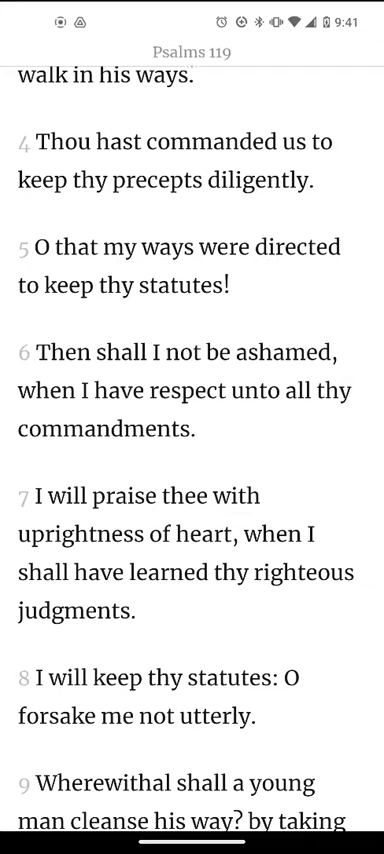 9:41
Psalms 119
walk in his ways.
4 Thou hast commanded us to
keep thy precepts diligently.
5 O that my ways were directed
to keep thy statutes!
6 Then shall I not be ashamed,
when I have respect unto all thy
commandments.
7 I will praise thee with
uprightness of heart, when I
shall have learned thy righteous
judgments.
8 I will keep thy statutes: O
forsake me not utterly.
9 Wherewithal shall a young
man cleanse his way? by taking